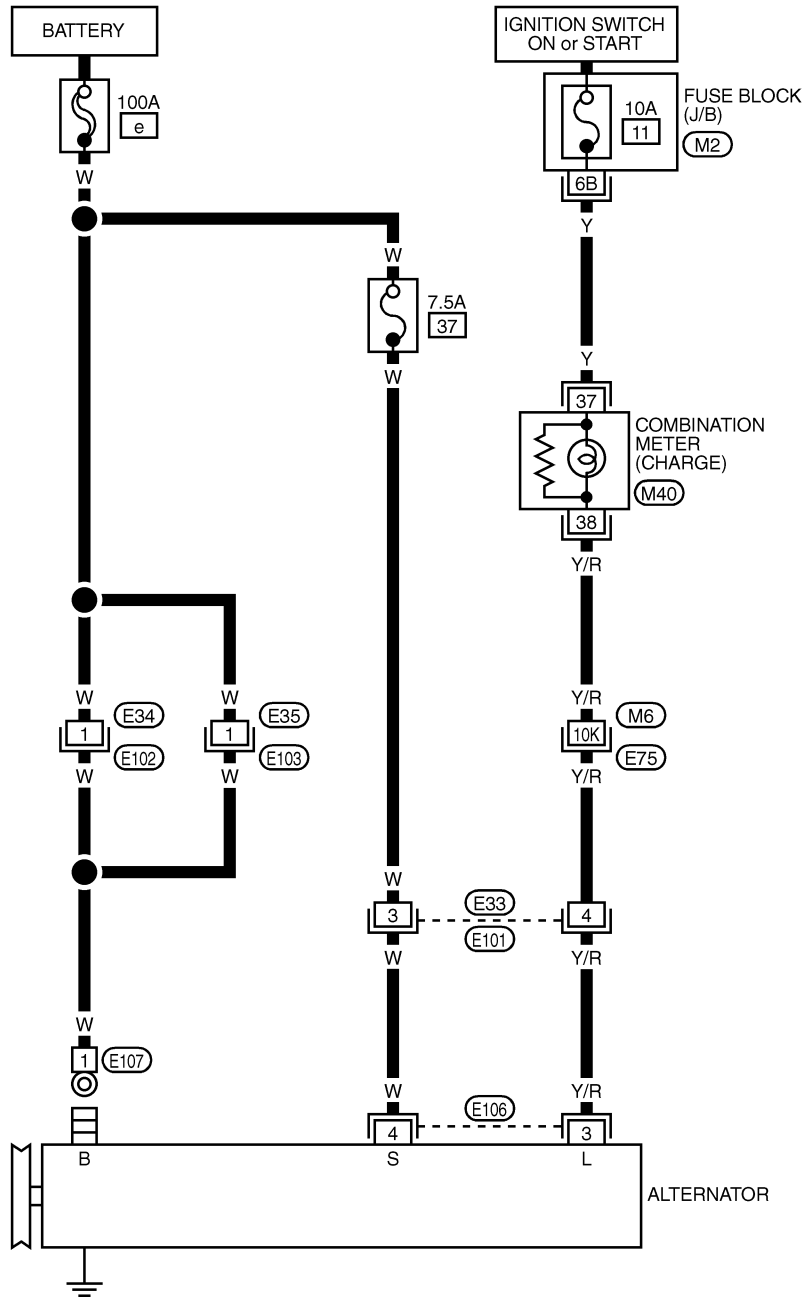 BATTERY
IGNITION SWITCH
ON or START
100A
e
10A
11
FUSE BLOCK
(J/B)
M2
W
6B
Y
W
7.5A
37
W
Y
37
COMBINATION
METER
(CHARGE)
M40
38
Y/R
W
W
Y/R
1
E34
E102
1
E35
E103
10K
M6
E75
W
W
Y/R
W
3
E33
E101
4
W
Y/R
W
1
E107
W
E106
Y/R
4
3
B
S
L
ALTERNATOR